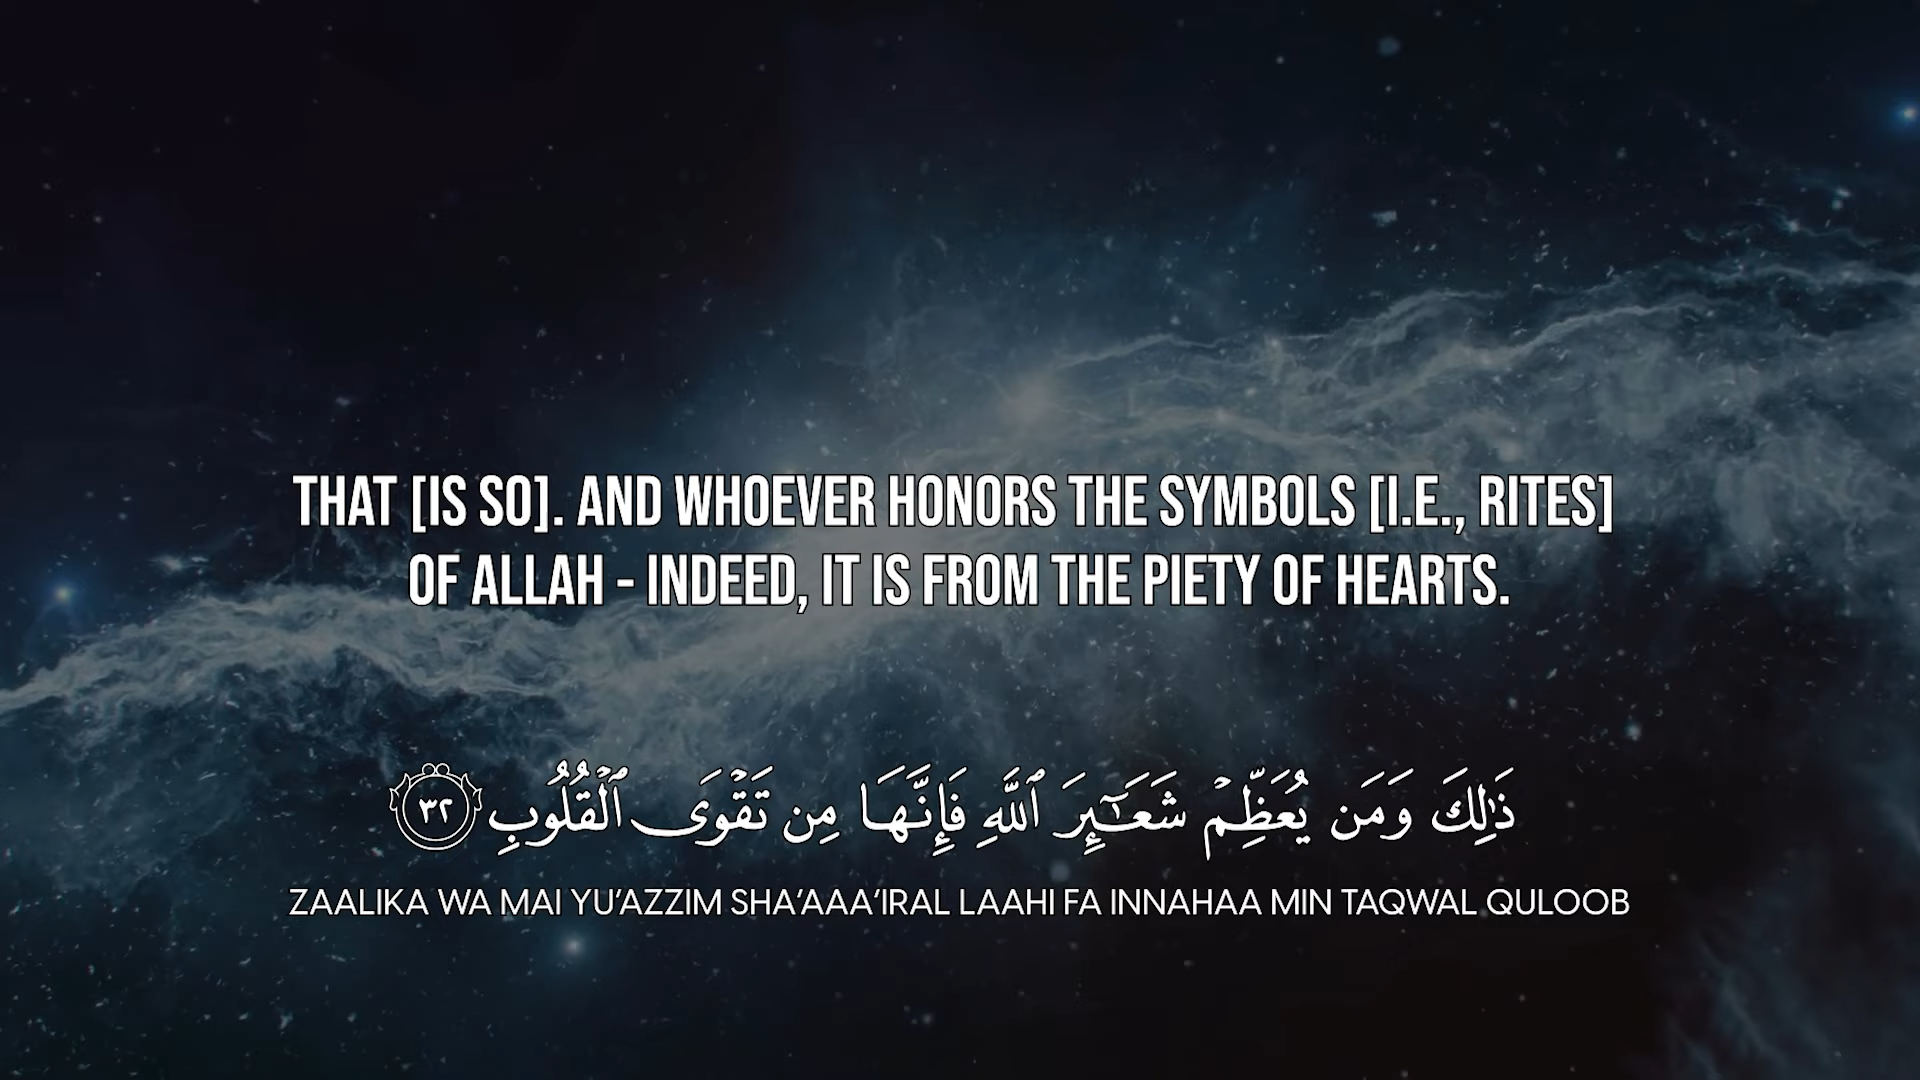 THAT [IS SO]. AND WHOEVER HONORS THE SYMBOLS [I.E., RITES]
OF ALLAH - INDEED, IT IS FROM THE PIETY OF HEARTS.
ذَٰلِكَ وَمَن يُعَظِّمْ شَعَـٰٓئِرَ ٱللَّهِ فَإِنَّهَا مِن تَقْوَى ٱلْقُلُوبِ ٣٢
ZAALIKA WA MAI YU'AZZIM SHA'AAA'IRAL LAAHI FA INNAHAA MIN TAQWAL QULOOB